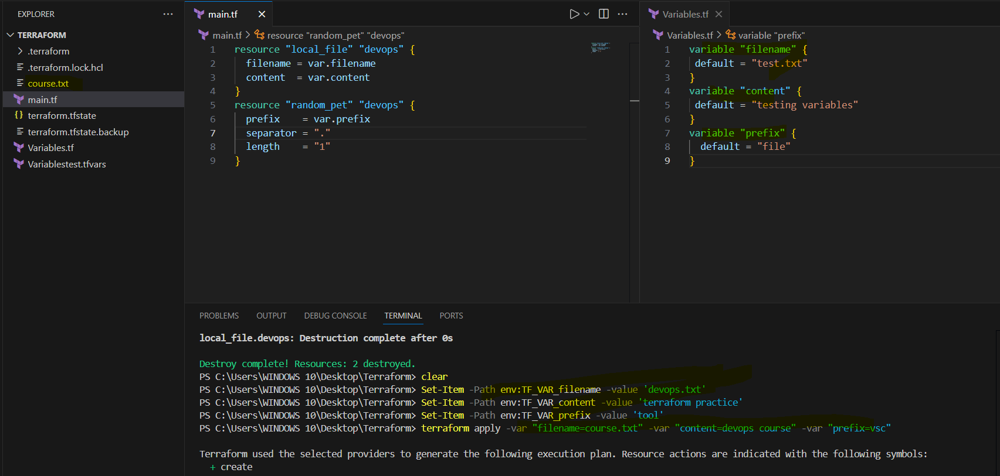 EXPLORER
TERRAFORM
.terraform
.terraform.lock.hcl
course.txt
main.tf
terraform.tfstate
terraform.tfstate.backup
Variables.tf
Variablestest.tfvars
main.tf
main.tf > resource "random_pet" "devops"
1 resource "local_file" "devops" {
2 filename = var.filename
3 content = var.content
4 }
5 resource "random_pet" "devops" {
6 prefix = var.prefix
7 separator = "."
8 length = "1"
9 }
Variables.tf
Variables.tf > variable "prefix"
1 variable "filename" {
2 default = "test.txt"
3 }
4 variable "content" {
5 default = "testing variables"
6 }
7 variable "prefix" {
8 default = "file"
9 }
PROBLEMS OUTPUT DEBUG CONSOLE TERMINAL PORTS
local_file.devops: Destruction complete after 0s
Destroy complete! Resources: 2 destroyed.
PS C:\Users\WINDOWS 10\Desktop\Terraform> clear
PS C:\Users\WINDOWS 10\Desktop\Terraform> Set-Item -Path env:TF_VAR_filename -value 'devops.txt'
PS C:\Users\WINDOWS 10\Desktop\Terraform> Set-Item -Path env:TF_VAR_content -value 'terraform practice'
PS C:\Users\WINDOWS 10\Desktop\Terraform> Set-Item -Path env:TF_VAR_prefix -value 'tool'
PS C:\Users\WINDOWS 10\Desktop\Terraform> terraform apply -var "filename=course.txt" -var "content=devops course" -var "prefix=vsc"
Terraform used the selected providers to generate the following execution plan. Resource actions are indicated with the following symbols:
+ create